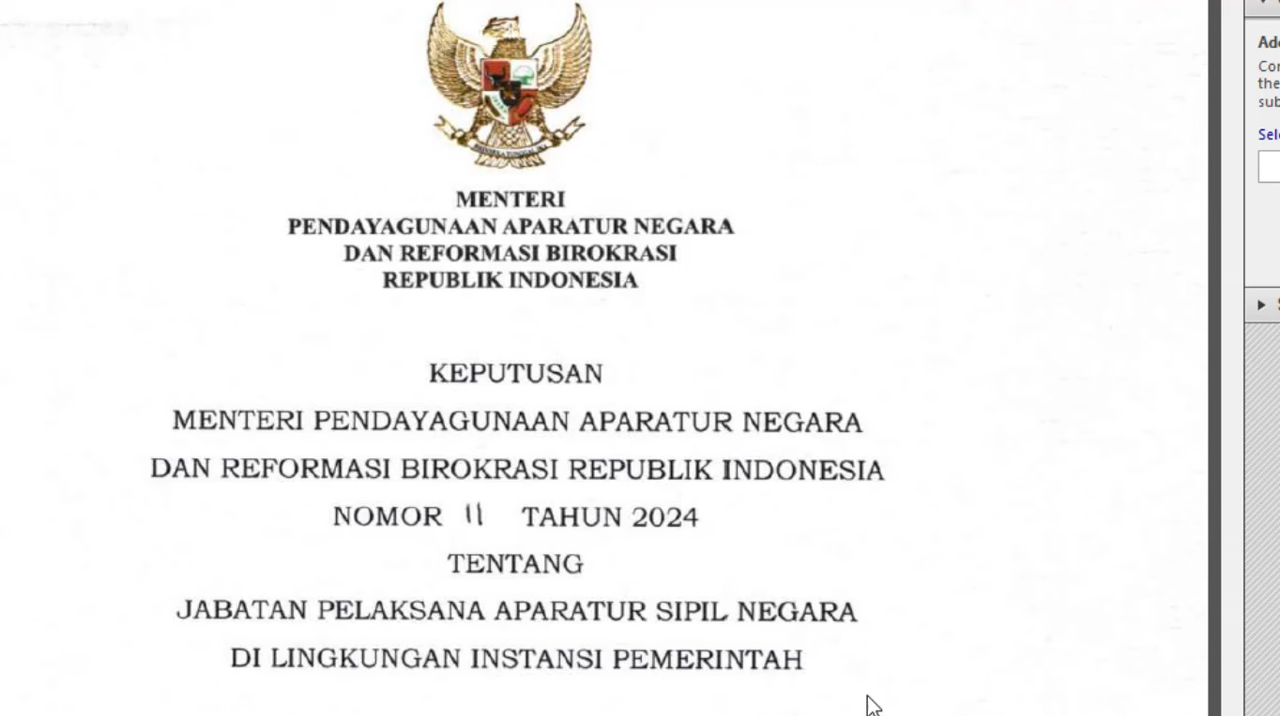 MENTERI
PENDAYAGUNAAN APARATUR NEGARA
DAN REFORMASI BIROKRASI
REPUBLIK INDONESIA
KEPUTUSAN
MENTERI PENDAYAGUNAAN APARATUR NEGARA
DAN REFORMASI BIROKRASI REPUBLIK INDONESIA
NOMOR 11 TAHUN 2024
TENTANG
JABATAN PELAKSANA APARATUR SIPIL NEGARA
DI LINGKUNGAN INSTANSI PEMERINTAH